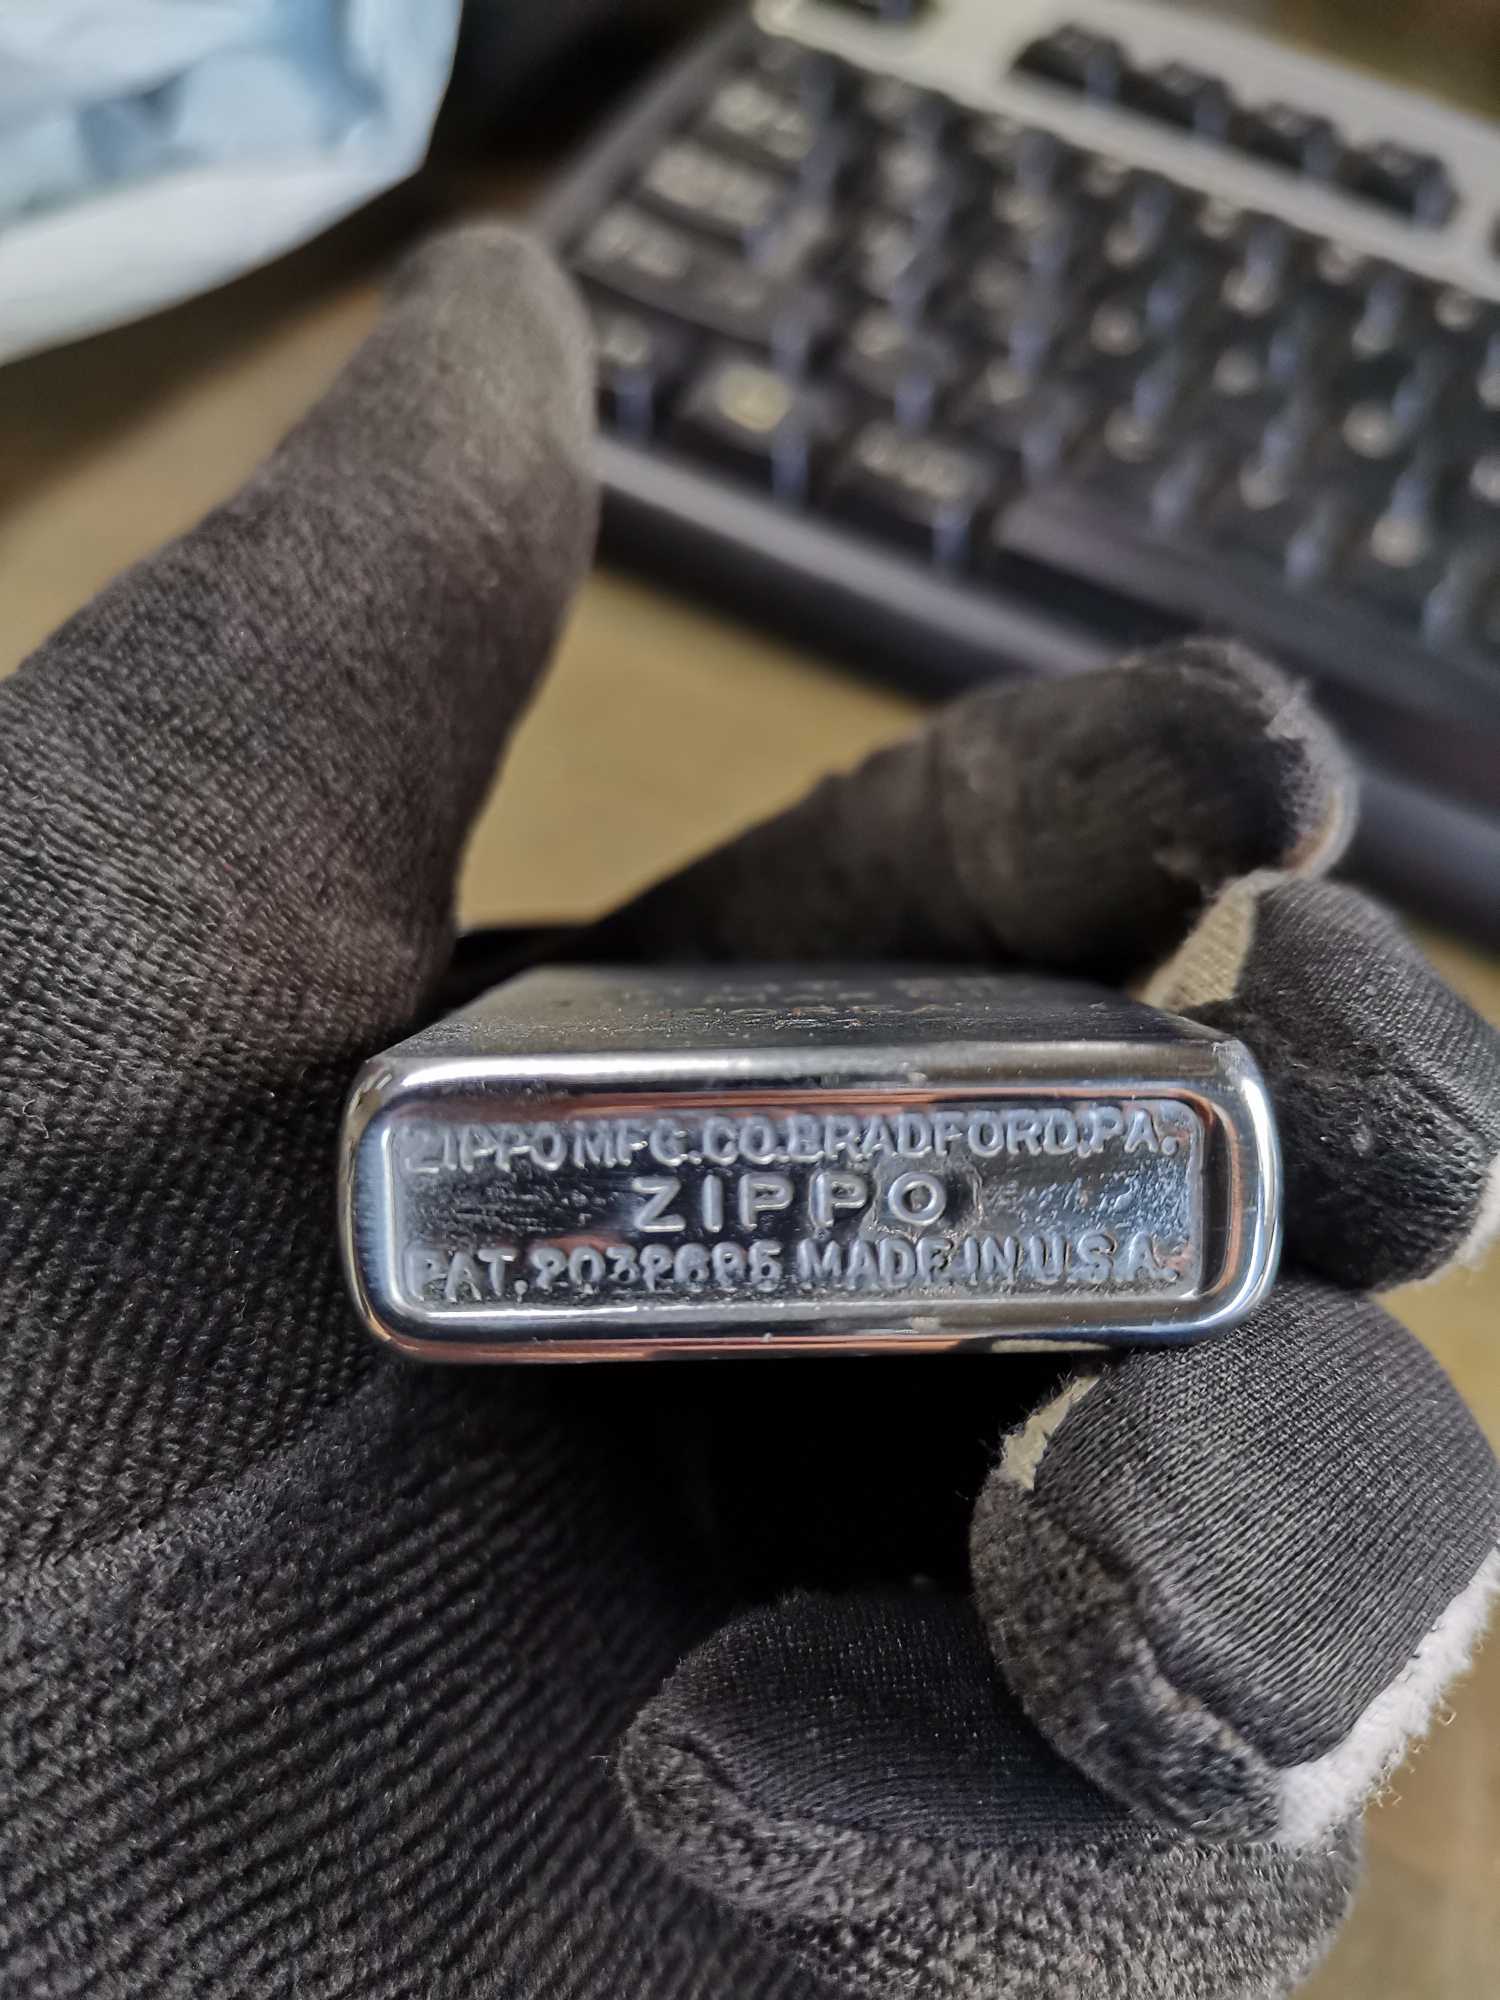 ZIPPO MFG. CO. BRADFORD, PA.
ZIPPO
PAT. 2032695 MADE IN U.S.A.